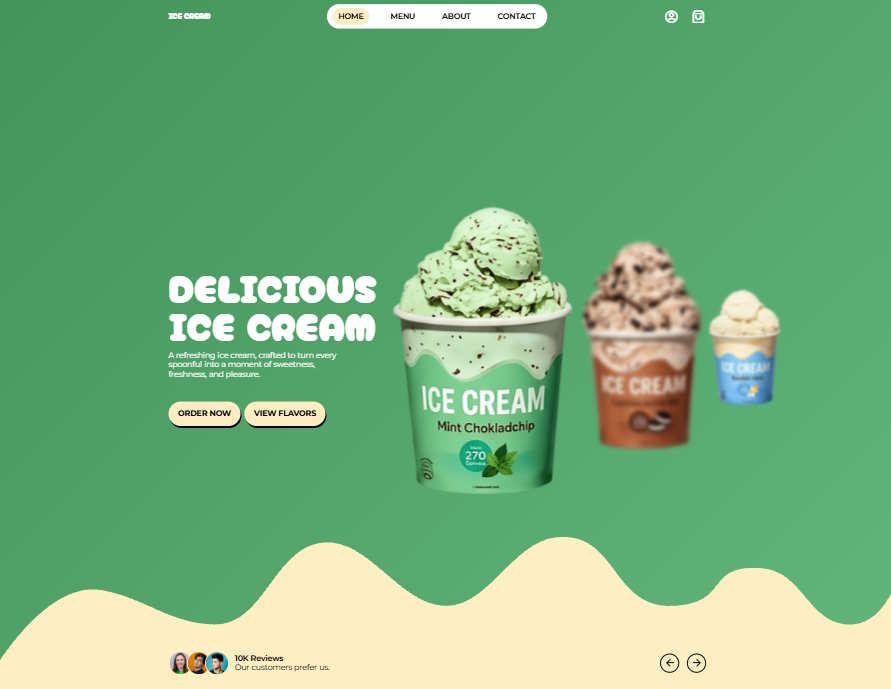 ICE CREAM
HOME
MENU
ABOUT
CONTACT
DELICIOUS
ICE CREAM
A refreshing ice cream, crafted to turn every
spoonful into a moment of sweetness,
freshness, and pleasure.
ORDER NOW
VIEW FLAVORS
ICE CREAM
Mint Chokladchip
270
ICE CREAM
ICE CREAM
10K Reviews
Our customers prefer us.